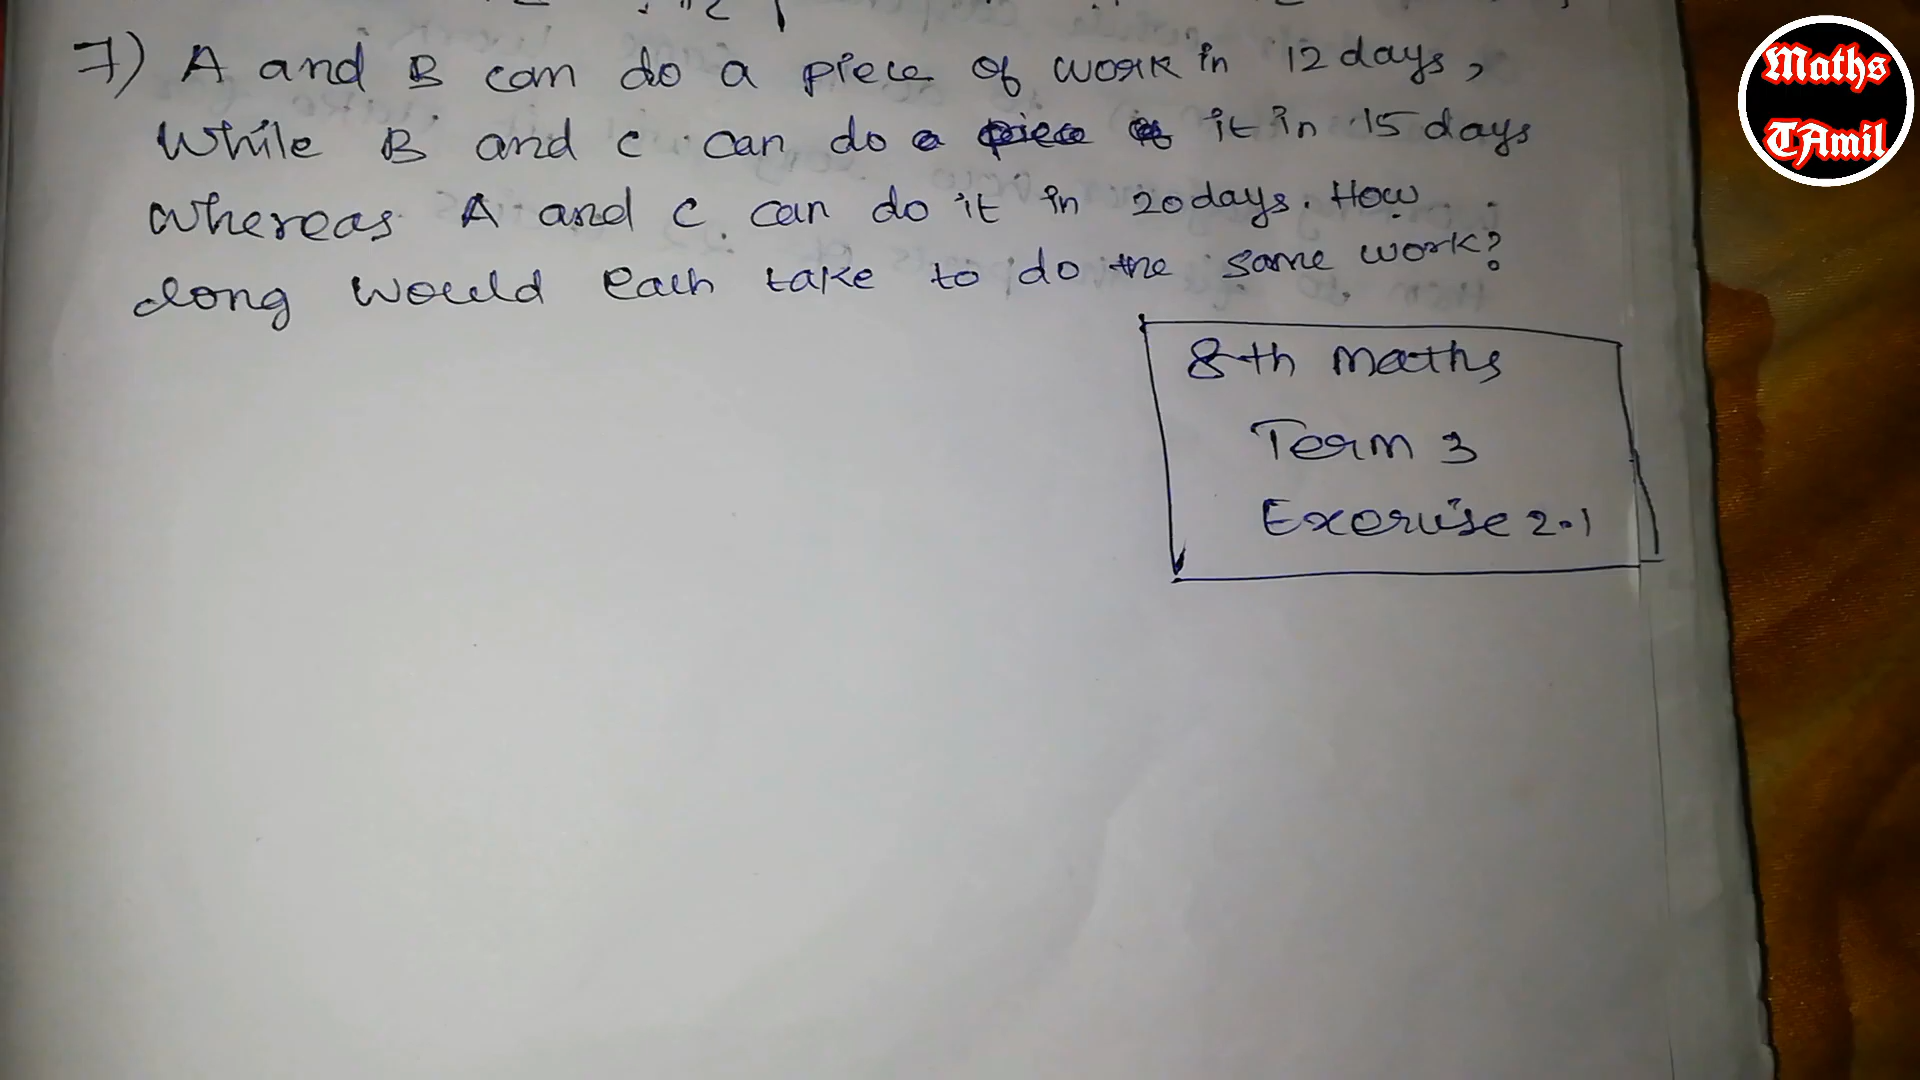 7) A and B can do a piece of work in 12 days,
While B and C can do a piece of it in 15 days
whereas A and C can do it in 20 days. How
long would each take to do the same work?
8th maths
Term 3
Exercise 2.1
Maths
TAmil